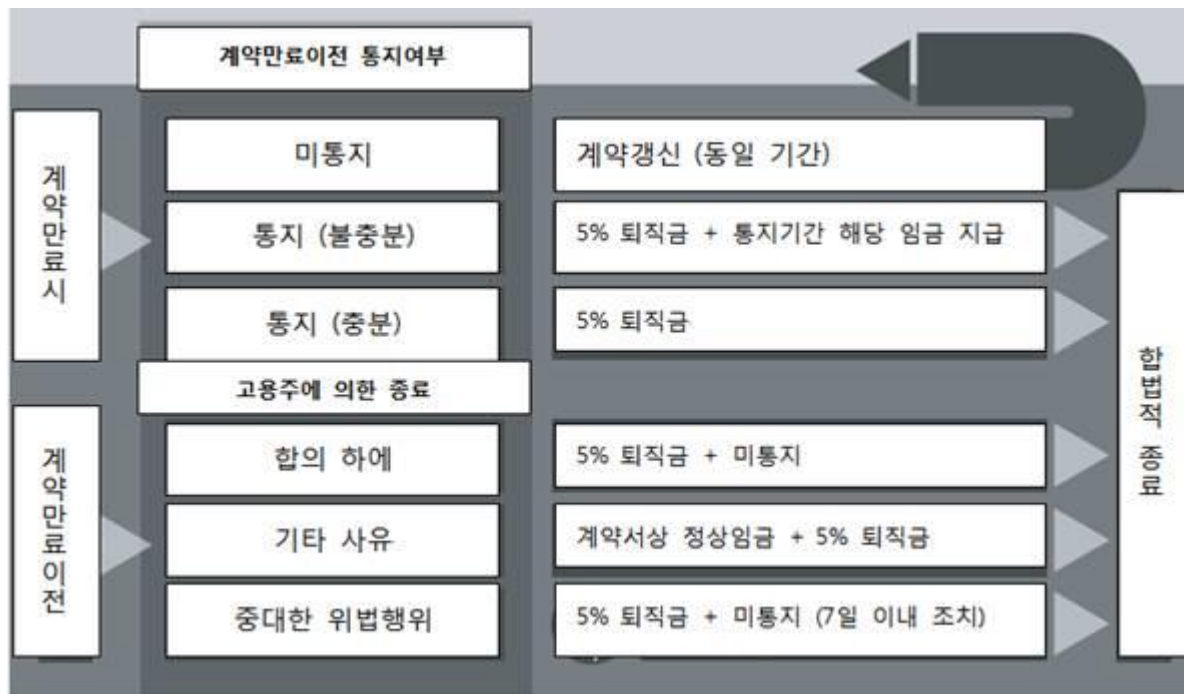 계약만료이전 통지여부
계약만료시
미통지
계약갱신 (동일 기간)
통지 (불충분)
5% 퇴직금 + 통지기간 해당 임금 지급
통지 (충분)
5% 퇴직금
합법적 종료
고용주에 의한 종료
계약만료이전
합의 하에
5% 퇴직금 + 미통지
기타 사유
계약서상 정상임금 + 5% 퇴직금
중대한 위법행위
5% 퇴직금 + 미통지 (7일 이내 조치)